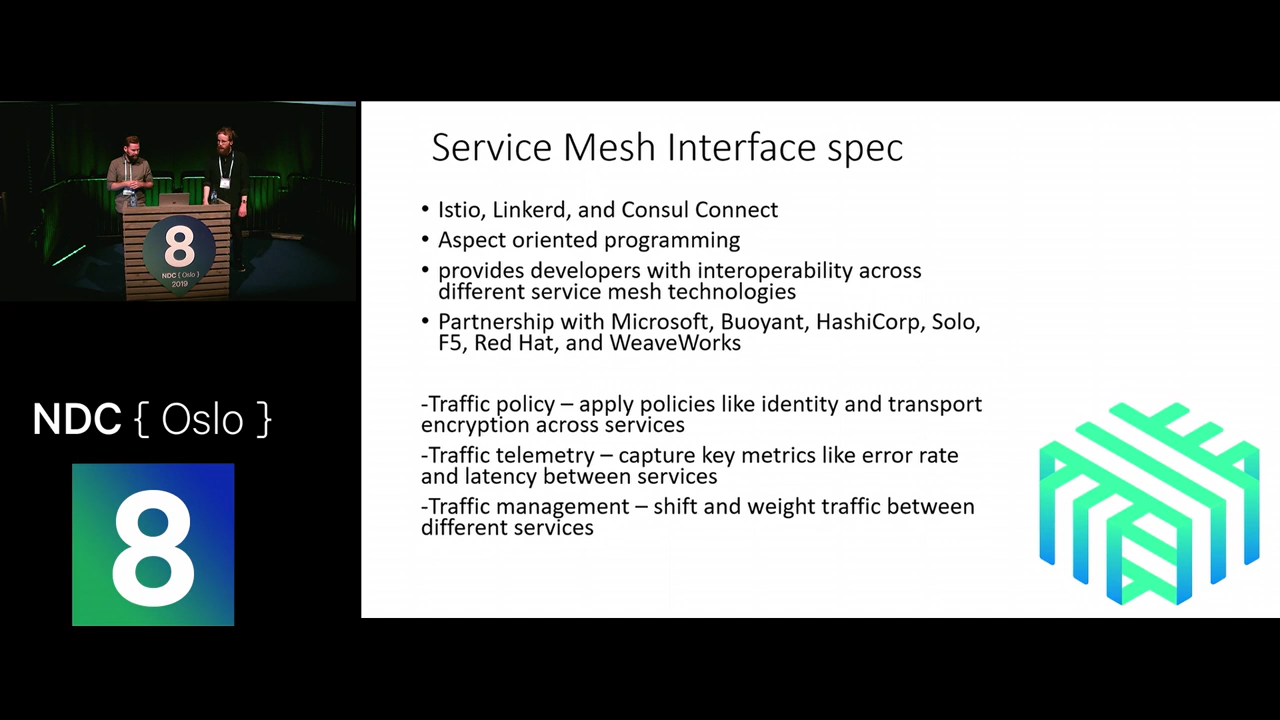 Service Mesh Interface spec
• Istio, Linkerd, and Consul Connect
• Aspect oriented programming
• provides developers with interoperability across
different service mesh technologies
• Partnership with Microsoft, Buoyant, HashiCorp, Solo,
F5, Red Hat, and WeaveWorks
-Traffic policy – apply policies like identity and transport
encryption across services
-Traffic telemetry – capture key metrics like error rate
and latency between services
-Traffic management – shift and weight traffic between
different services
8
NDC { Oslo }
2019
NDC { Oslo }
8